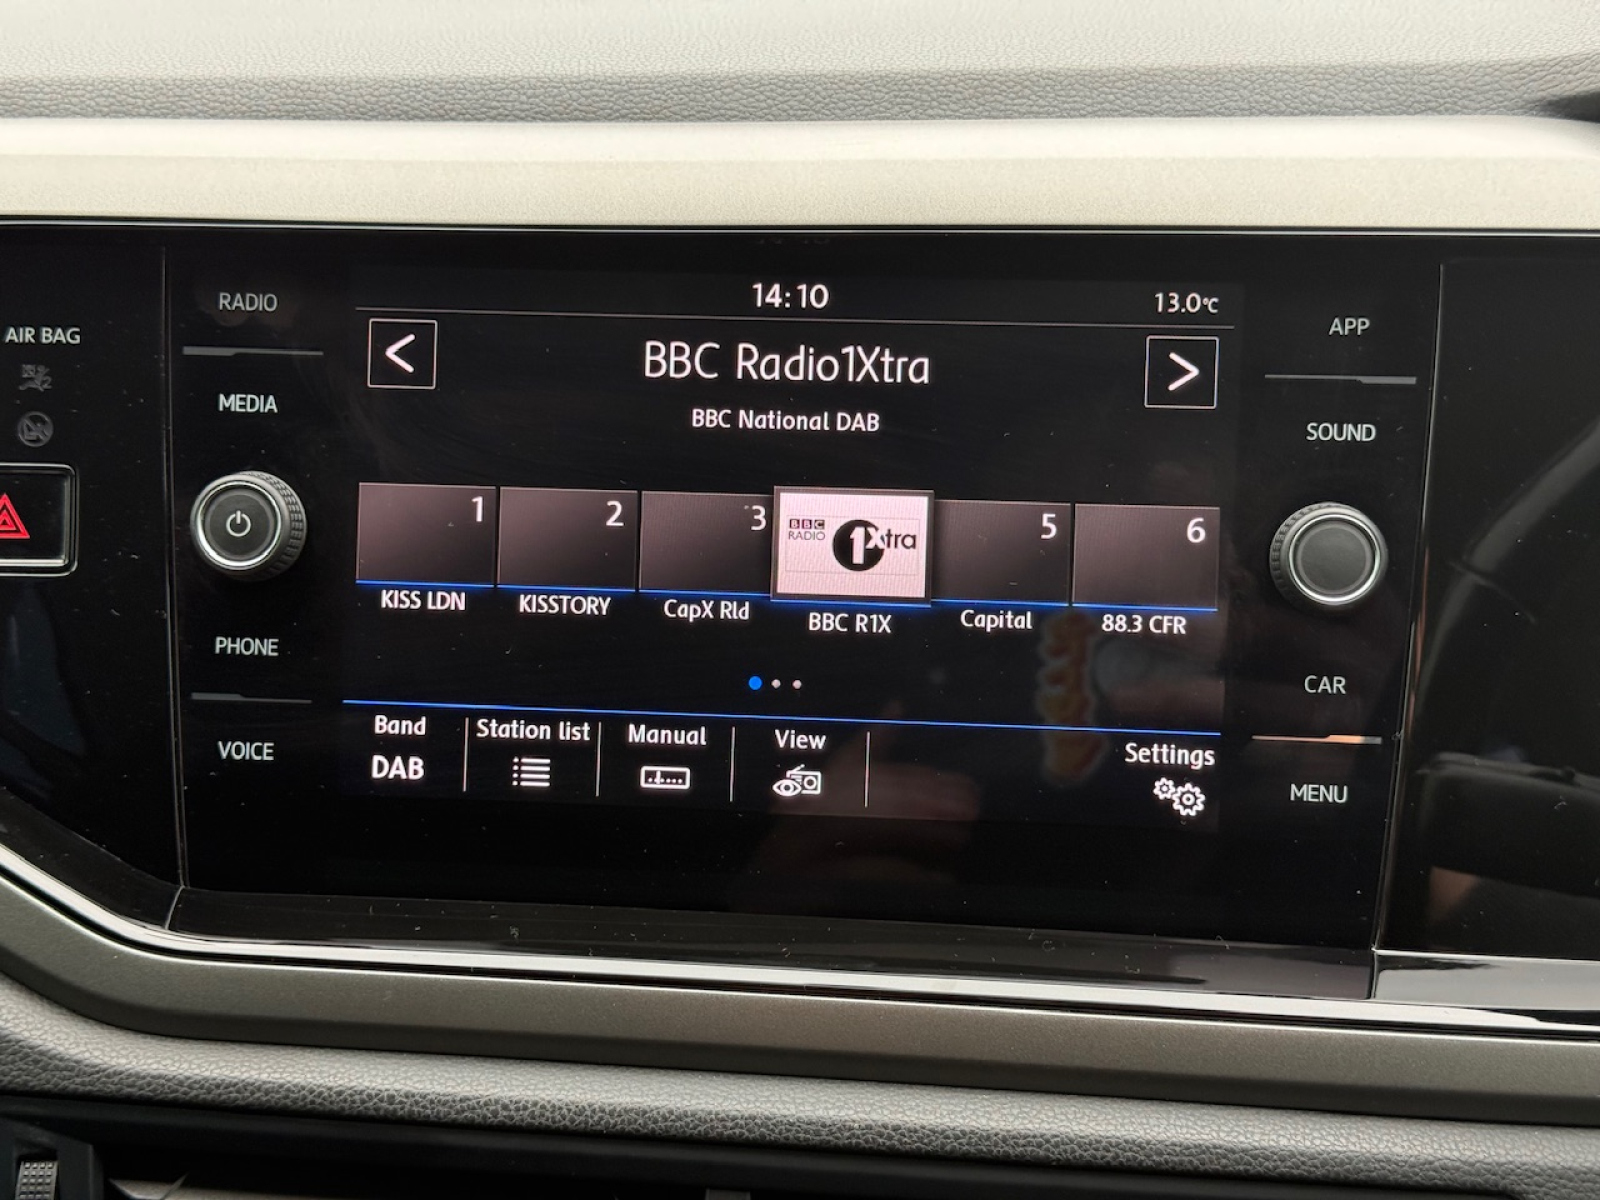 14:10
13.0°C
RADIO
APP
AIR BAG
<
BBC Radio1Xtra
>
MEDIA
BBC National DAB
SOUND
1
2
3
BBC
RADIO
1Xtra
5
6
KISS LDN
KISSTORY
CapX Rld
BBC R1X
Capital
88.3 CFR
PHONE
CAR
Band
Station list
Manual
View
Settings
DAB
VOICE
MENU